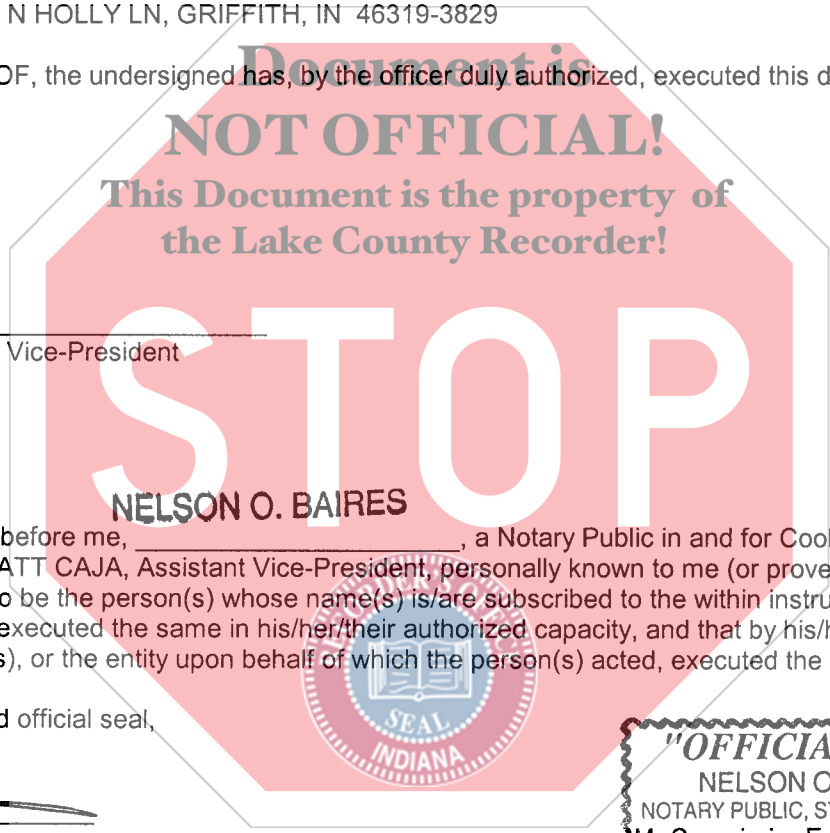 N HOLLY LN, GRIFFITH, IN 46319-3829
Document is
OF, the undersigned has, by the officer duly authorized, executed this d
NOT OFFICIAL!
This Document is the property of
the Lake County Recorder!
STOP
Vice-President
NELSON O. BAIRES
before me, , a Notary Public in and for Cook
ATT CAJA, Assistant Vice-President, personally known to me (or prove
o be the person(s) whose name(s) is/are subscribed to the within instru
executed the same in his/her/their authorized capacity, and that by his/h
s), or the entity upon behalf of which the person(s) acted, executed the
d official seal,
RECORDER'S OFFICE
SEAL
INDIANA
"OFFICIA
NELSON O
NOTARY PUBLIC, ST